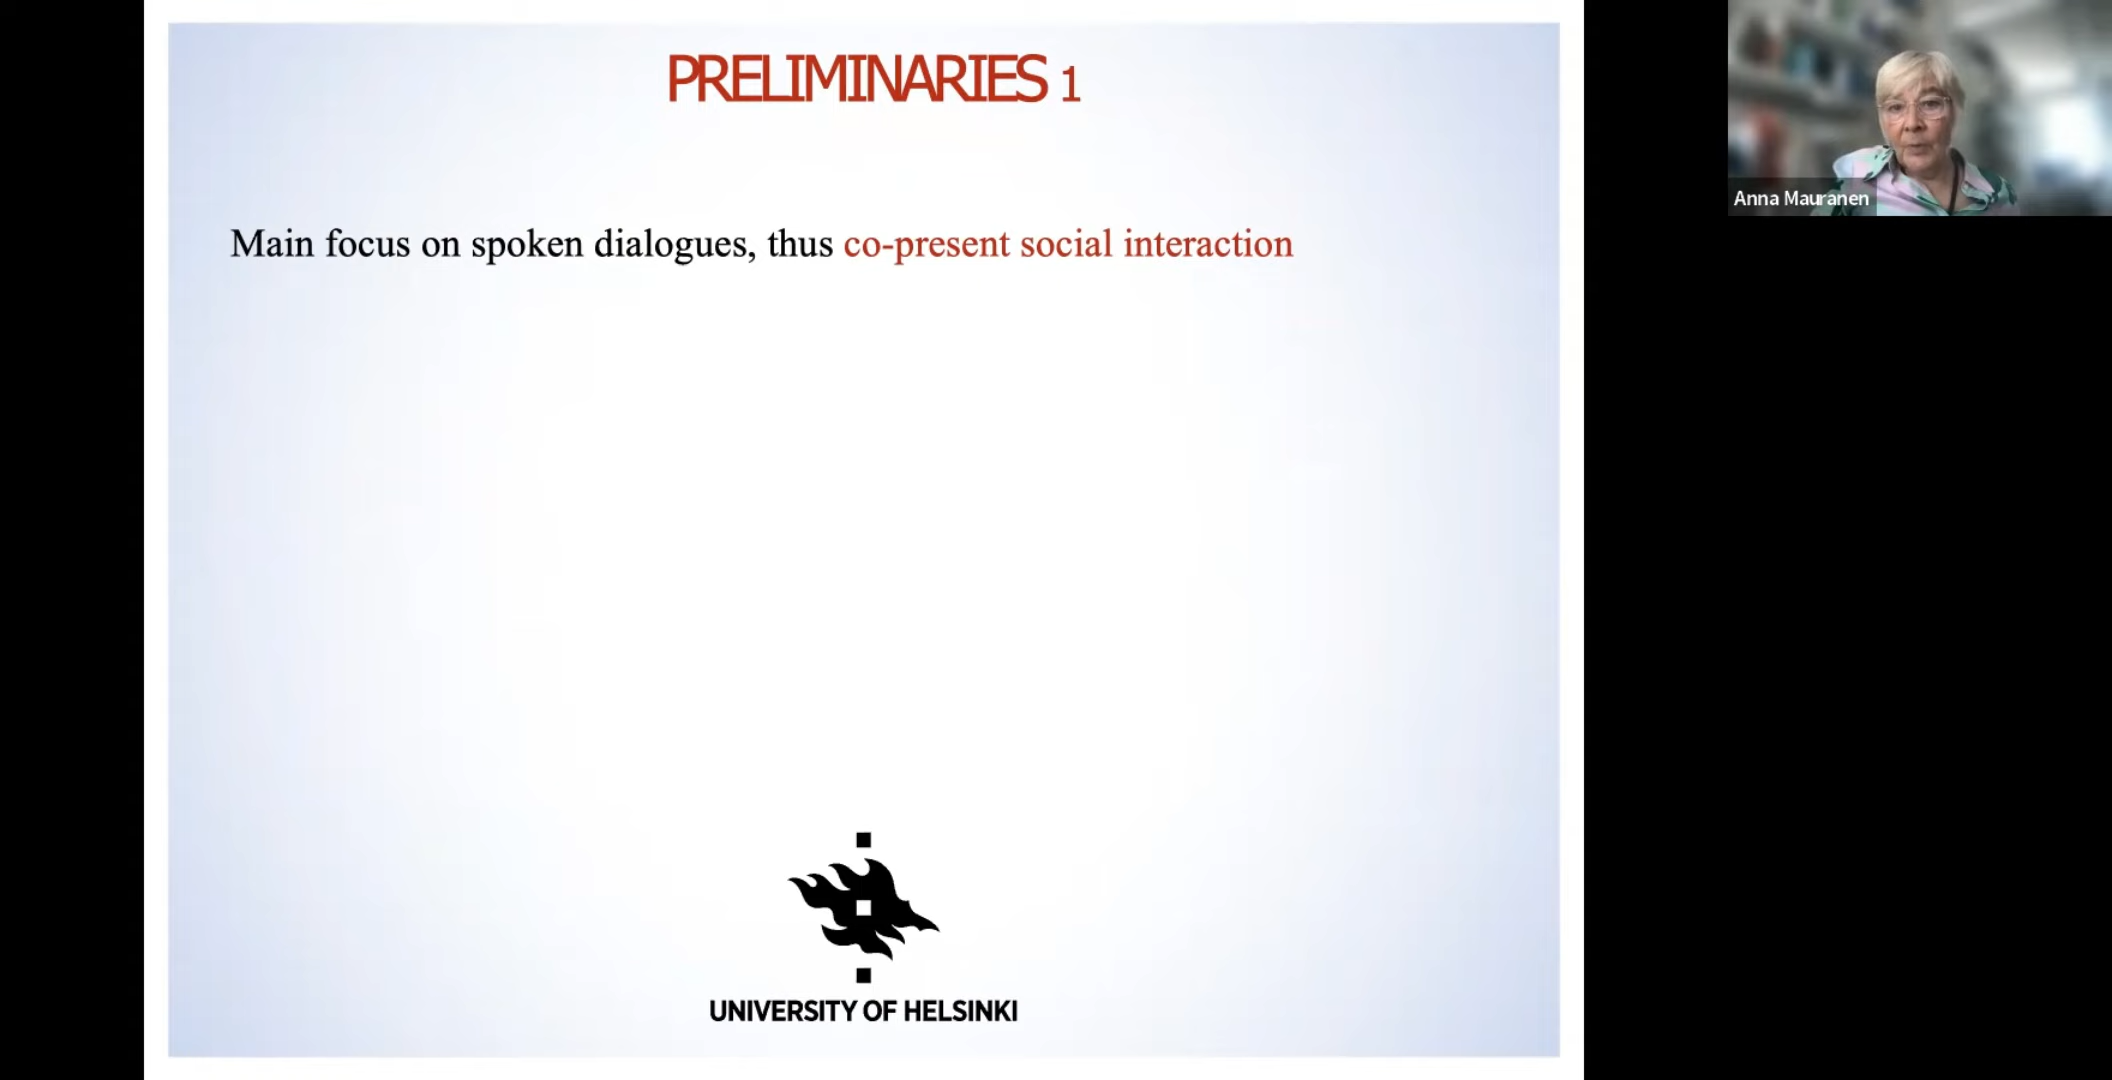 PRELIMINARIES 1
Main focus on spoken dialogues, thus co-present social interaction
UNIVERSITY OF HELSINKI
Anna Mauranen